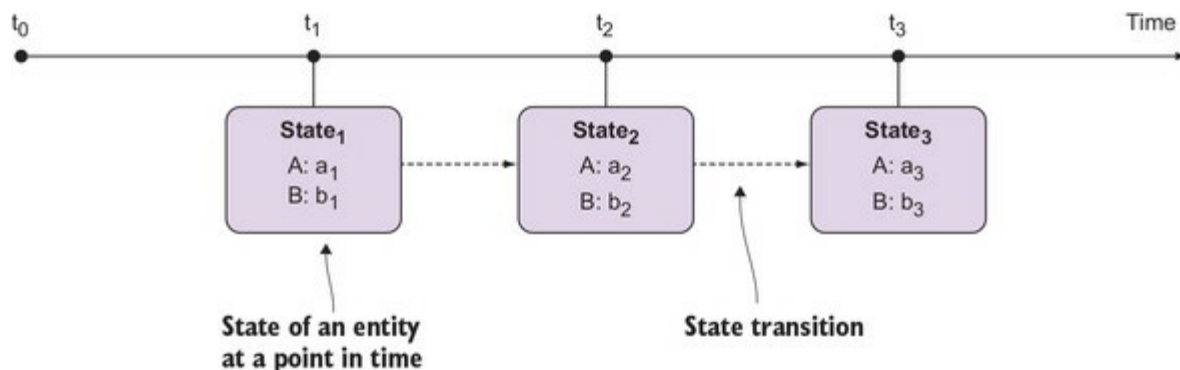 t₀ t₁ t₂ t₃ Time
State₁ State₂ State₃
A: a₁ A: a₂ A: a₃
B: b₁ B: b₂ B: b₃
State of an entity State transition
at a point in time